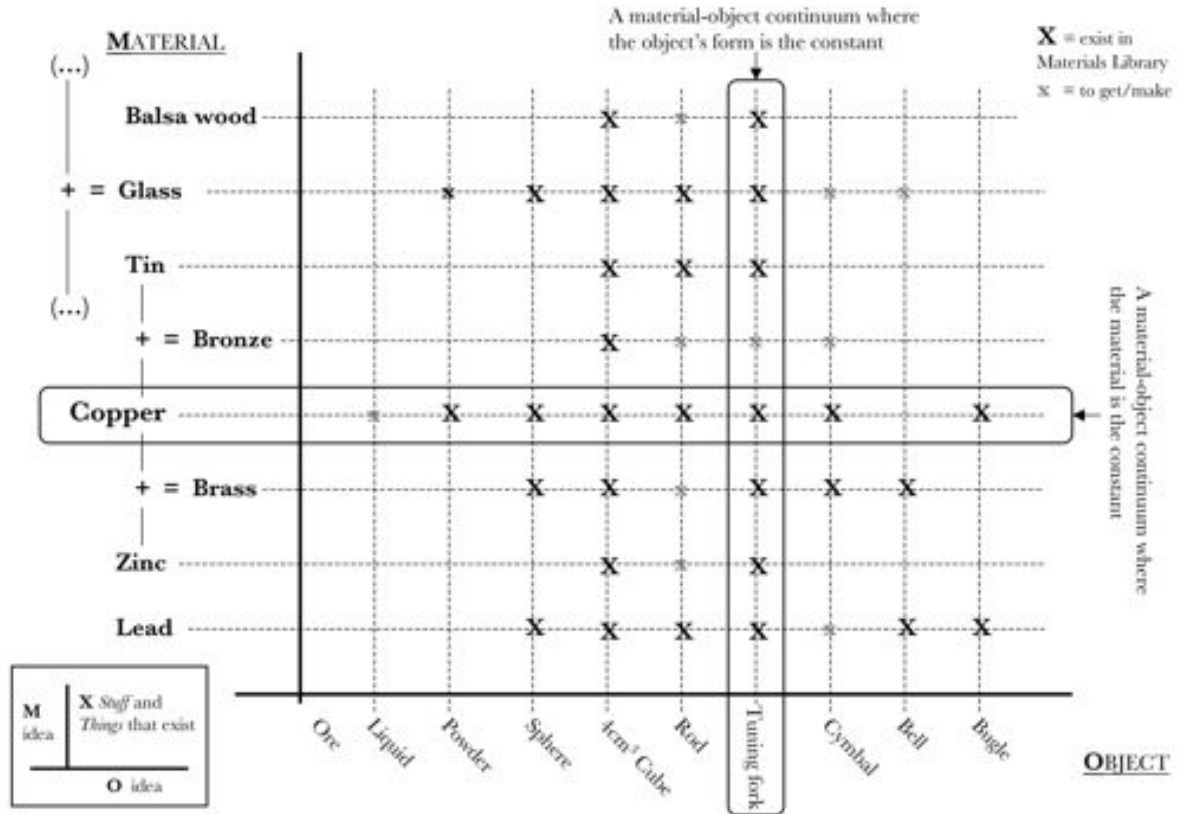 A material-object continuum where
the object's form is the constant
MATERIAL
X = exist in
Materials Library
x = to get/make
(...)
Balsa wood
+ = Glass
Tin
(...)
+ = Bronze
Copper
+ = Brass
Zinc
Lead
A material-object continuum where
the material is the constant
X X X
X X X X X X X X
X X X
X X X X
X X X X X X X X
X X X X X X
X X X
X X X X X X X
M
idea
X Stuff and
Things that exist
O idea
Ore
Liquid
Powder
Sphere
4cm³ Cube
Rod
Tuning fork
Cymbal
Bell
Bugle
OBJECT